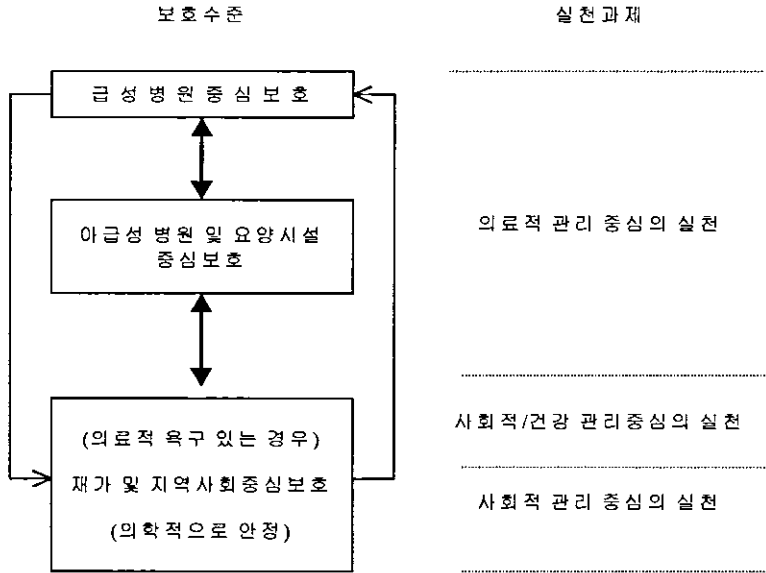 보호수준
실천과제
급성병원중심보호
아급성 병원 및 요양시설
중심보호
의료적 관리 중심의 실천
(의료적 욕구 있는 경우)
재가 및 지역사회중심보호
(의학적으로 안정)
사회적/건강 관리중심의 실천
사회적 관리 중심의 실천